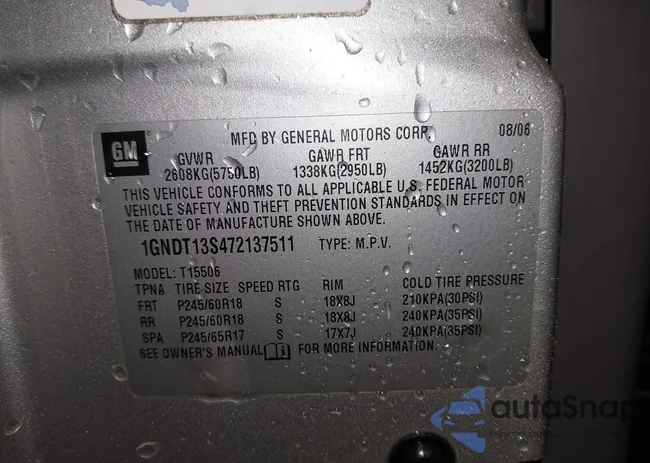 MFD BY GENERAL MOTORS CORP. 08/06
GM
GVWR GAWR FRT GAWR RR
2608KG(5750LB) 1338KG(2950LB) 1452KG(3200LB)
THIS VEHICLE CONFORMS TO ALL APPLICABLE U.S. FEDERAL MOTOR
VEHICLE SAFETY AND THEFT PREVENTION STANDARDS IN EFFECT ON
THE DATE OF MANUFACTURE SHOWN ABOVE.
1GNDT13S472137511 TYPE: M.P.V.
MODEL: T15506
TPNA TIRE SIZE SPEED RTG RIM COLD TIRE PRESSURE
FRT P245/60R18 S 18X8J 210KPA(30PSI)
RR P245/60R18 S 18X8J 240KPA(35PSI)
SPA P245/65R17 S 17X7J 240KPA(35PSI)
SEE OWNER'S MANUAL FOR MORE INFORMATION.
autoSnap